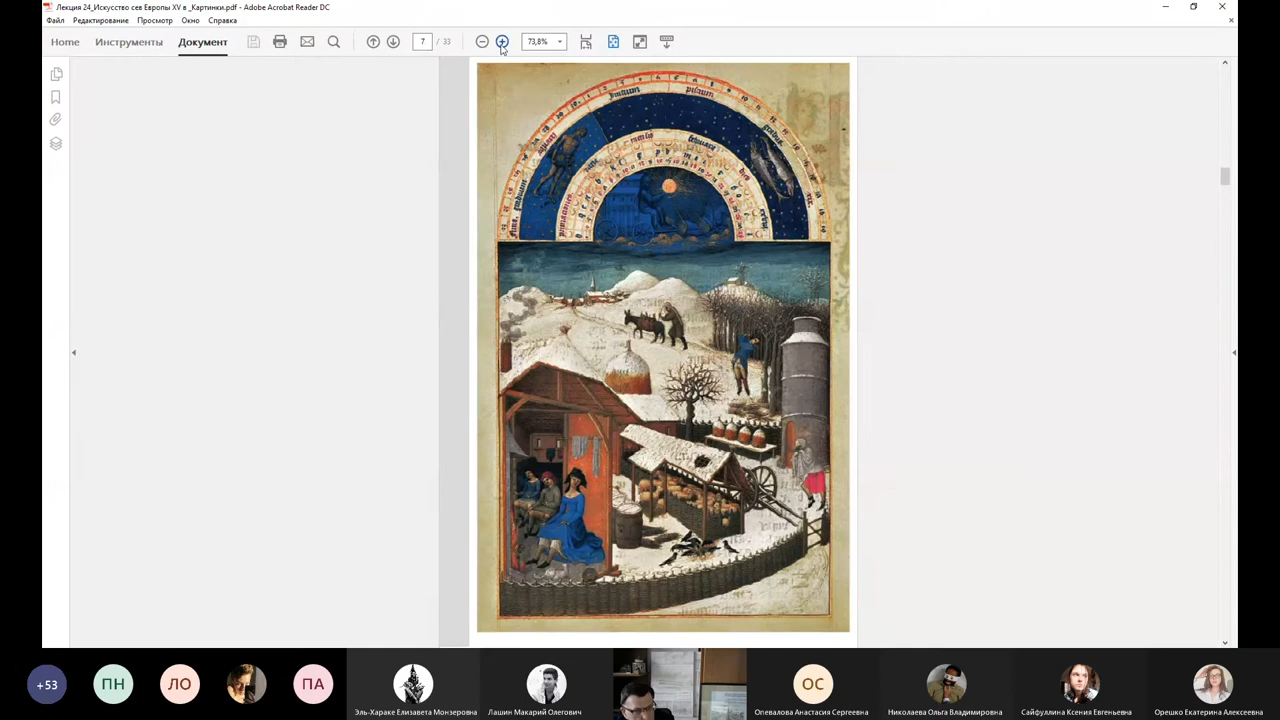 Лекция 24_Искусство сев Европы XV в _Картинки.pdf - Adobe Acrobat Reader DC
Файл Редактирование Просмотр Окно Справка
Home Инструменты Документ 7 / 33 73,8%
+53 ПН ЛО ПА ОС
Эль-Хараке Елизавета Монзеровна Лашин Макарий Олегович Опевалова Анастасия Сергеевна Николаева Ольга Владимировна Сайфуллина Ксения Евгеньевна Орешко Екатерина Алексеевна